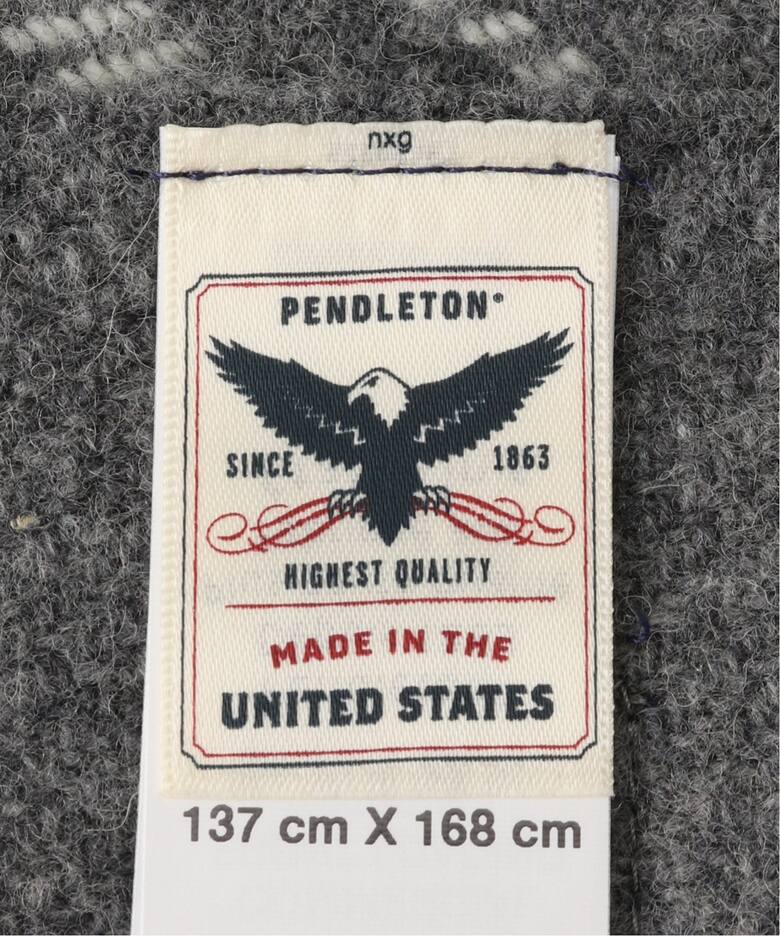 nxg
PENDLETON®
SINCE 1863
HIGHEST QUALITY
MADE IN THE
UNITED STATES
137 cm X 168 cm